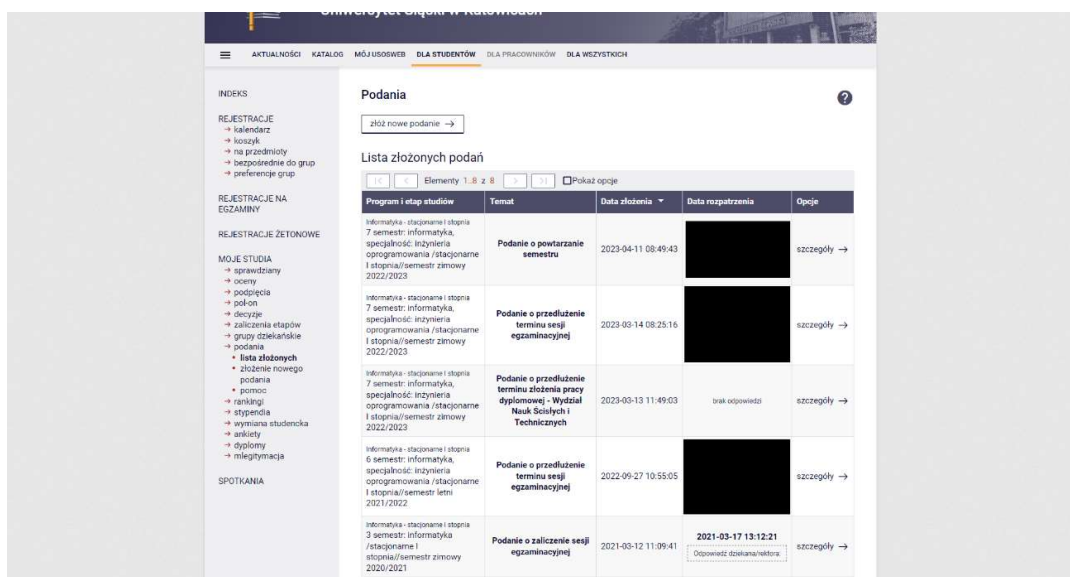 Uniwersytet Śląski w Katowicach
AKTUALNOŚCI KATALOG MÓJ USOSWEB DLA STUDENTÓW DLA PRACOWNIKÓW DLA WSZYSTKICH
INDEKS
REJESTRACJE
→ kalendarz
→ koszyk
→ na przedmioty
→ bezpośrednie do grup
→ preferencje grup
REJESTRACJE NA
EGZAMINY
REJESTRACJE ŻETONOWE
MOJE STUDIA
→ sprawdziany
→ oceny
→ podpięcia
→ pol-on
→ decyzje
→ zaliczenia etapów
→ grupy dziekańskie
→ podania
• lista złożonych
• złożenie nowego
podania
• pomoc
→ rankingi
→ stypendia
→ wymiana studencka
→ ankiety
→ dyplomy
→ mlegitymacja
SPOTKANIA
Podania
?
złóż nowe podanie →
Lista złożonych podań
|< < Elementy 1..8 z 8 > >| Pokaż opcje
Program i etap studiów Temat Data złożenia ▼ Data rozpatrzenia Opcje
Informatyka - stacjonarne I stopnia
7 semestr: informatyka,
specjalność: inżynieria
oprogramowania /stacjonarne
I stopnia//semestr zimowy
2022/2023
Podanie o powtarzanie
semestru
2023-04-11 08:49:43
szczegóły →
Informatyka - stacjonarne I stopnia
7 semestr: informatyka,
specjalność: inżynieria
oprogramowania /stacjonarne
I stopnia//semestr zimowy
2022/2023
Podanie o przedłużenie
terminu sesji
egzaminacyjnej
2023-03-14 08:25:16
szczegóły →
Informatyka - stacjonarne I stopnia
7 semestr: informatyka,
specjalność: inżynieria
oprogramowania /stacjonarne
I stopnia//semestr zimowy
2022/2023
Podanie o przedłużenie
terminu złożenia pracy
dyplomowej - Wydział
Nauk Ścisłych i
Technicznych
2023-03-13 11:49:03
brak odpowiedzi
szczegóły →
Informatyka - stacjonarne I stopnia
6 semestr: informatyka,
specjalność: inżynieria
oprogramowania /stacjonarne
I stopnia//semestr letni
2021/2022
Podanie o przedłużenie
terminu sesji
egzaminacyjnej
2022-09-27 10:55:05
szczegóły →
Informatyka - stacjonarne I stopnia
3 semestr: informatyka
/stacjonarne I
stopnia//semestr zimowy
2020/2021
Podanie o zaliczenie sesji
egzaminacyjnej
2021-03-12 11:09:41
2021-03-17 13:12:21
Odpowiedź dziekana/rektora:
szczegóły →